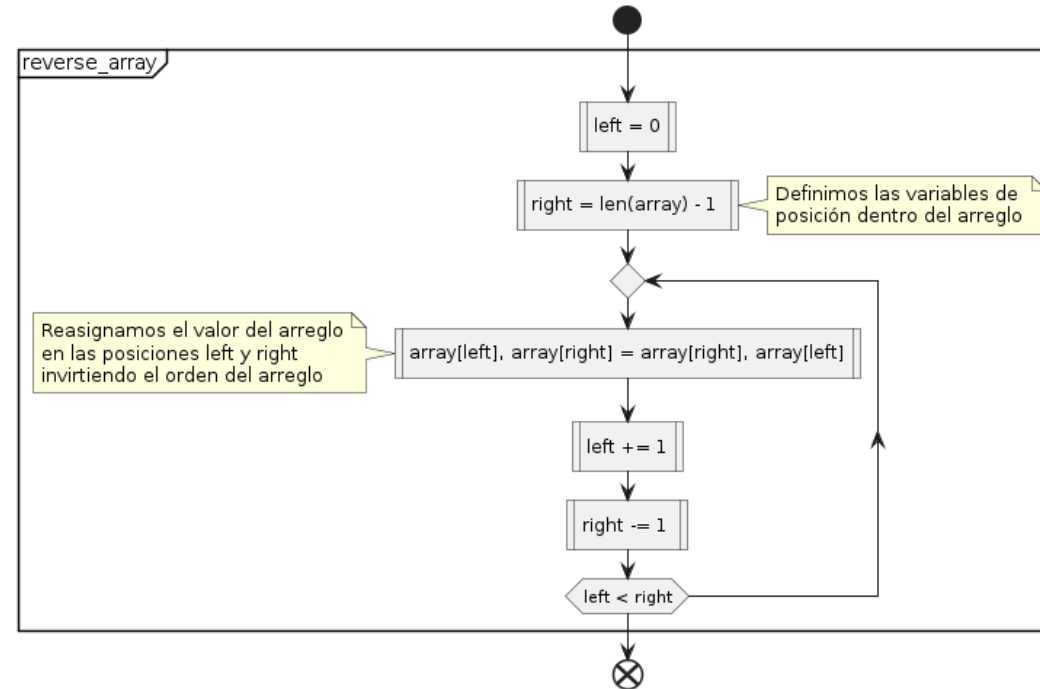 reverse_array
left = 0
right = len(array) - 1
Definimos las variables de
posición dentro del arreglo
Reasignamos el valor del arreglo
en las posiciones left y right
invirtiendo el orden del arreglo
array[left], array[right] = array[right], array[left]
left += 1
right -= 1
left < right